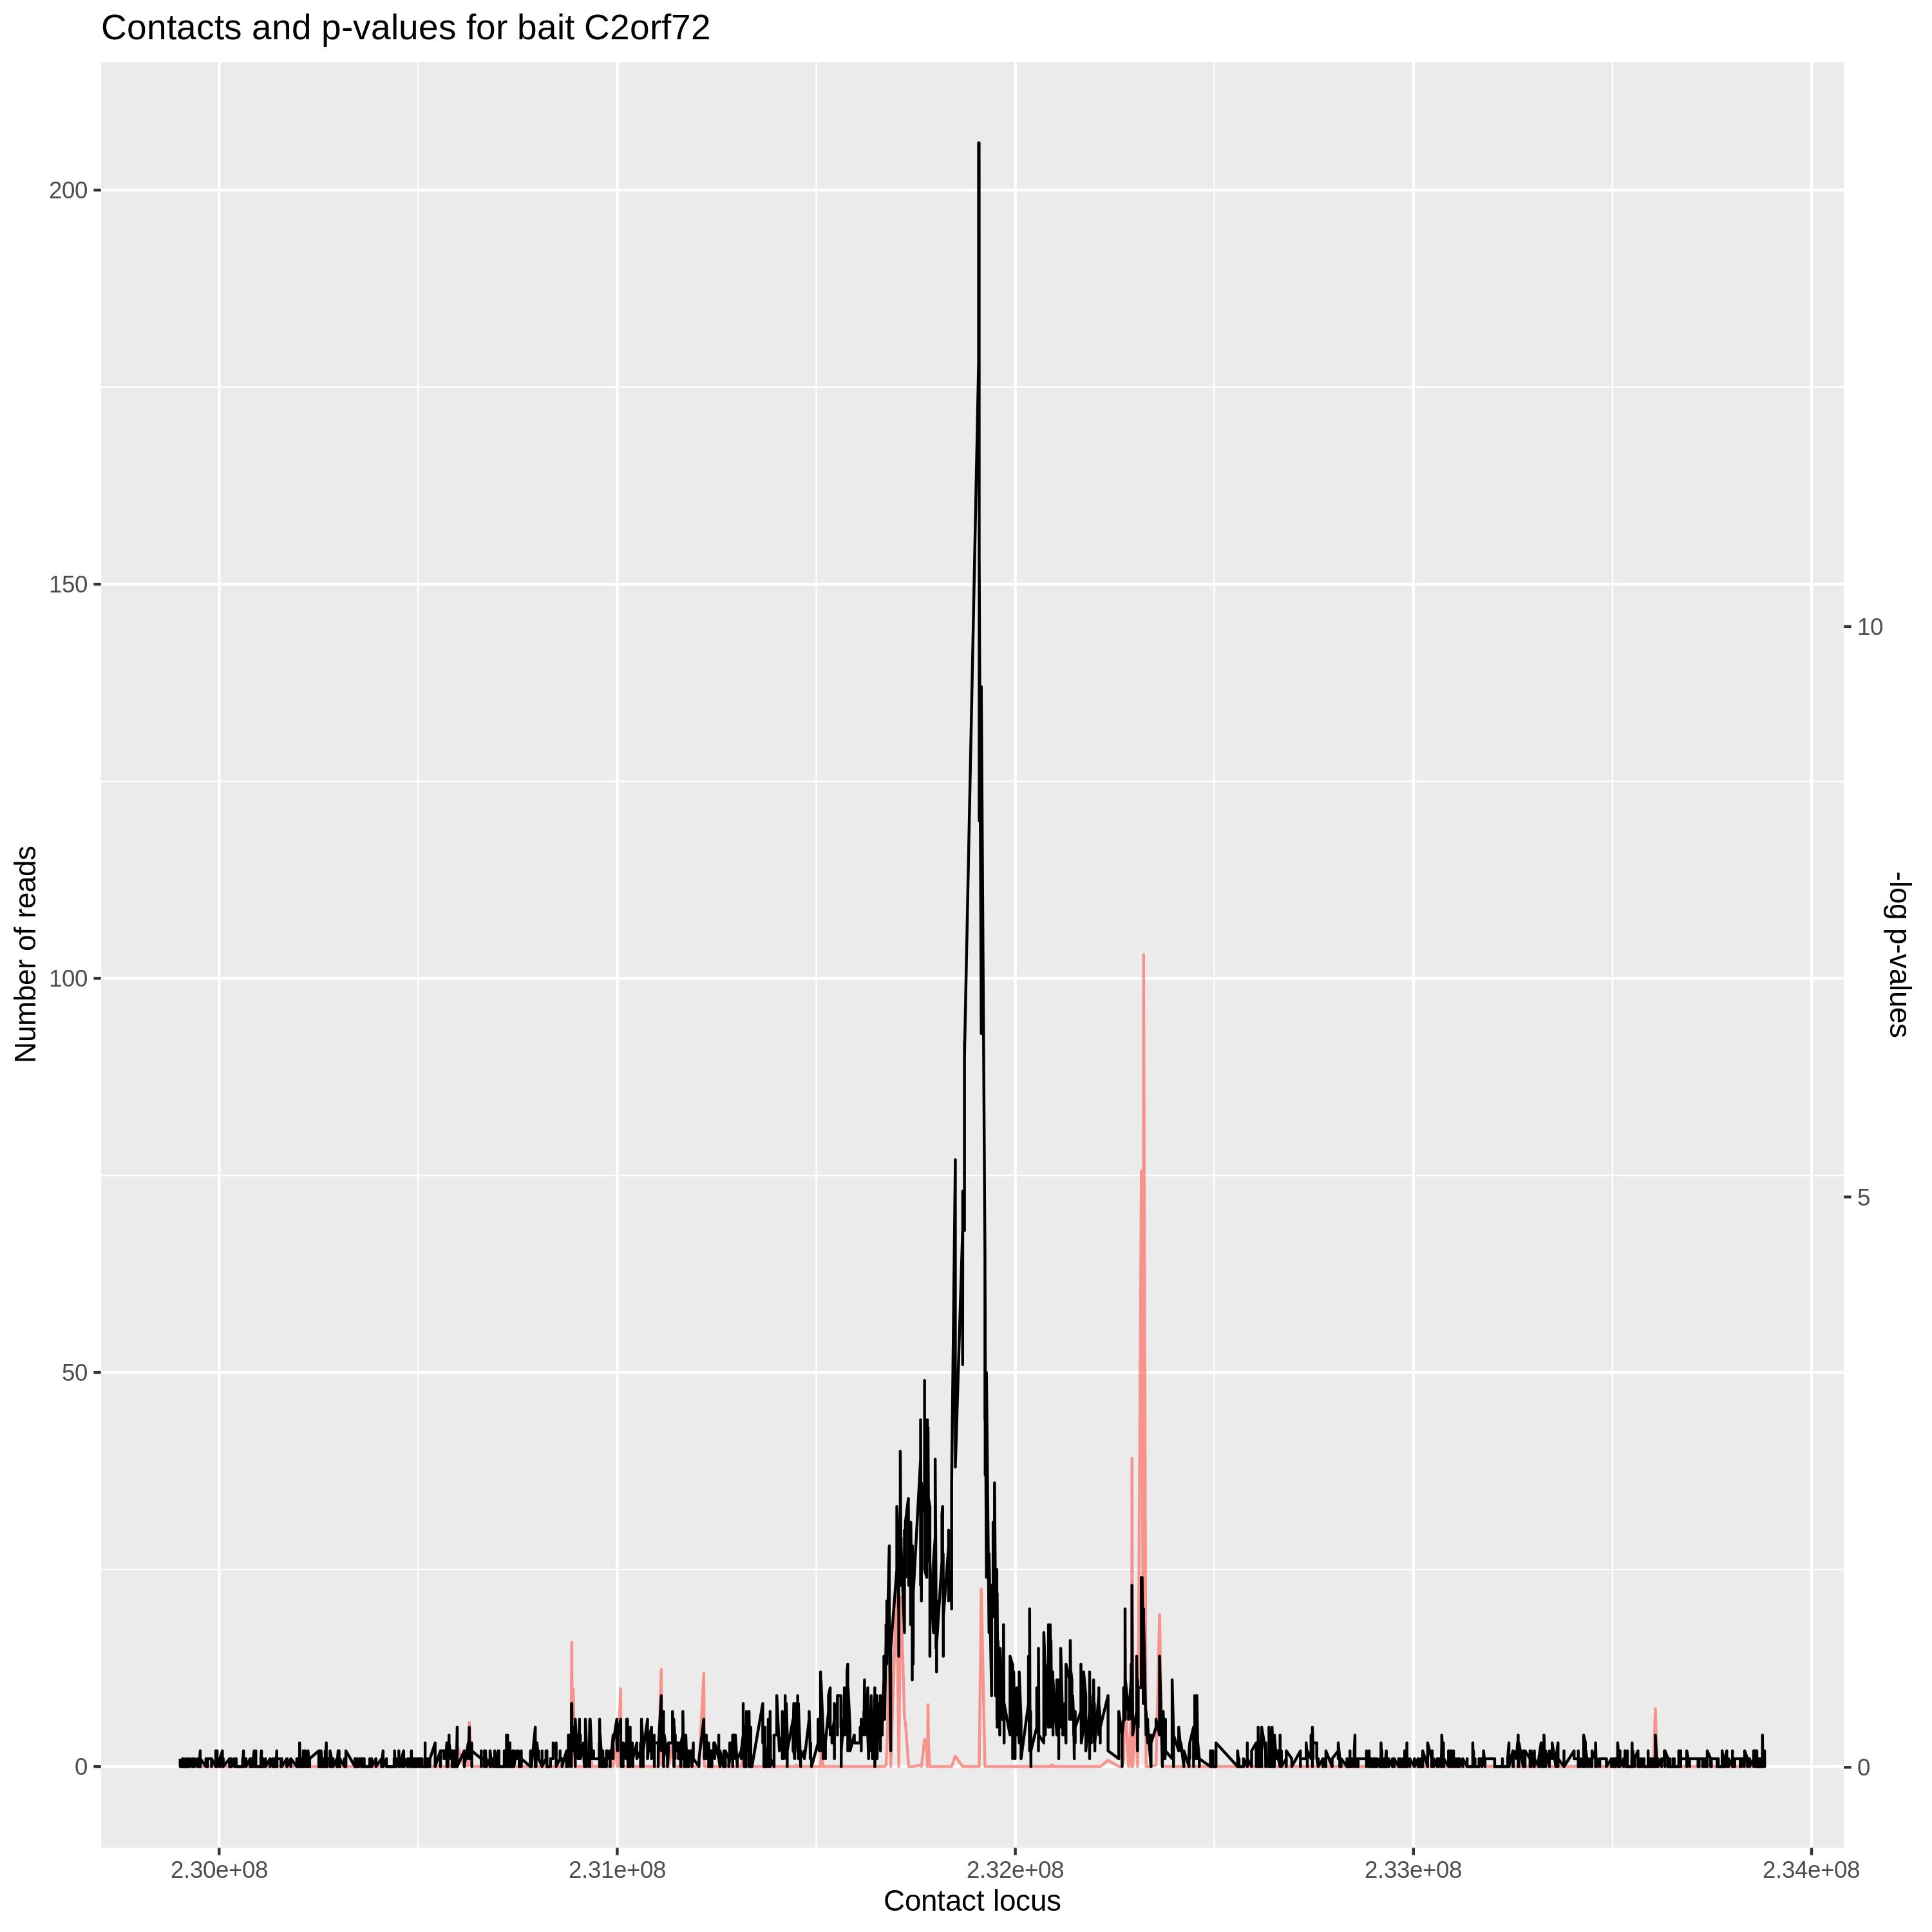 Contacts and p-values for bait C2orf72
200
150
100
50
0
Number of reads
10
5
0
-log p-values
2.30e+08
2.31e+08
2.32e+08
2.33e+08
2.34e+08
Contact locus